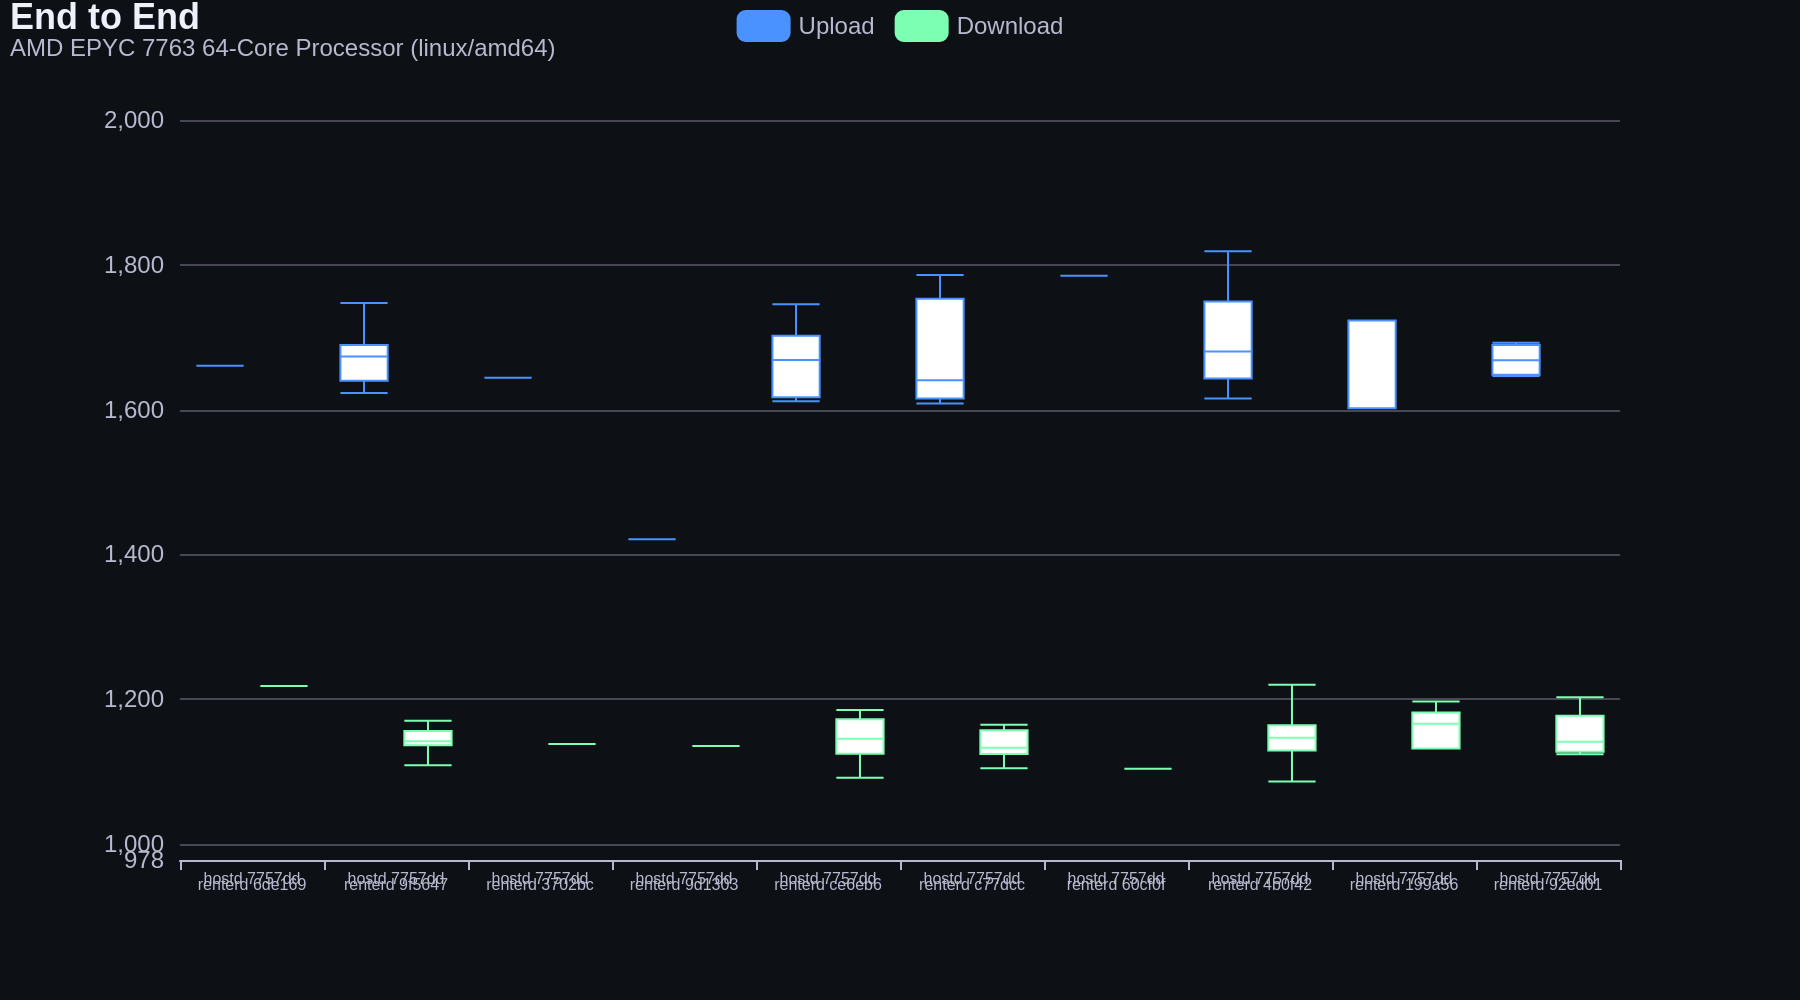 End to End
AMD EPYC 7763 64-Core Processor (linux/amd64)
Upload
Download
2,000
1,800
1,600
1,400
1,200
1,000
978
hostd 7757dd
renterd 6de169
hostd 7757dd
renterd 9f5647
hostd 7757dd
renterd 3702bc
hostd 7757dd
renterd 9d1303
hostd 7757dd
renterd ce6eb6
hostd 7757dd
renterd c77dcc
hostd 7757dd
renterd 60cf0f
hostd 7757dd
renterd 4b0f42
hostd 7757dd
renterd 199a56
hostd 7757dd
renterd 92ed01